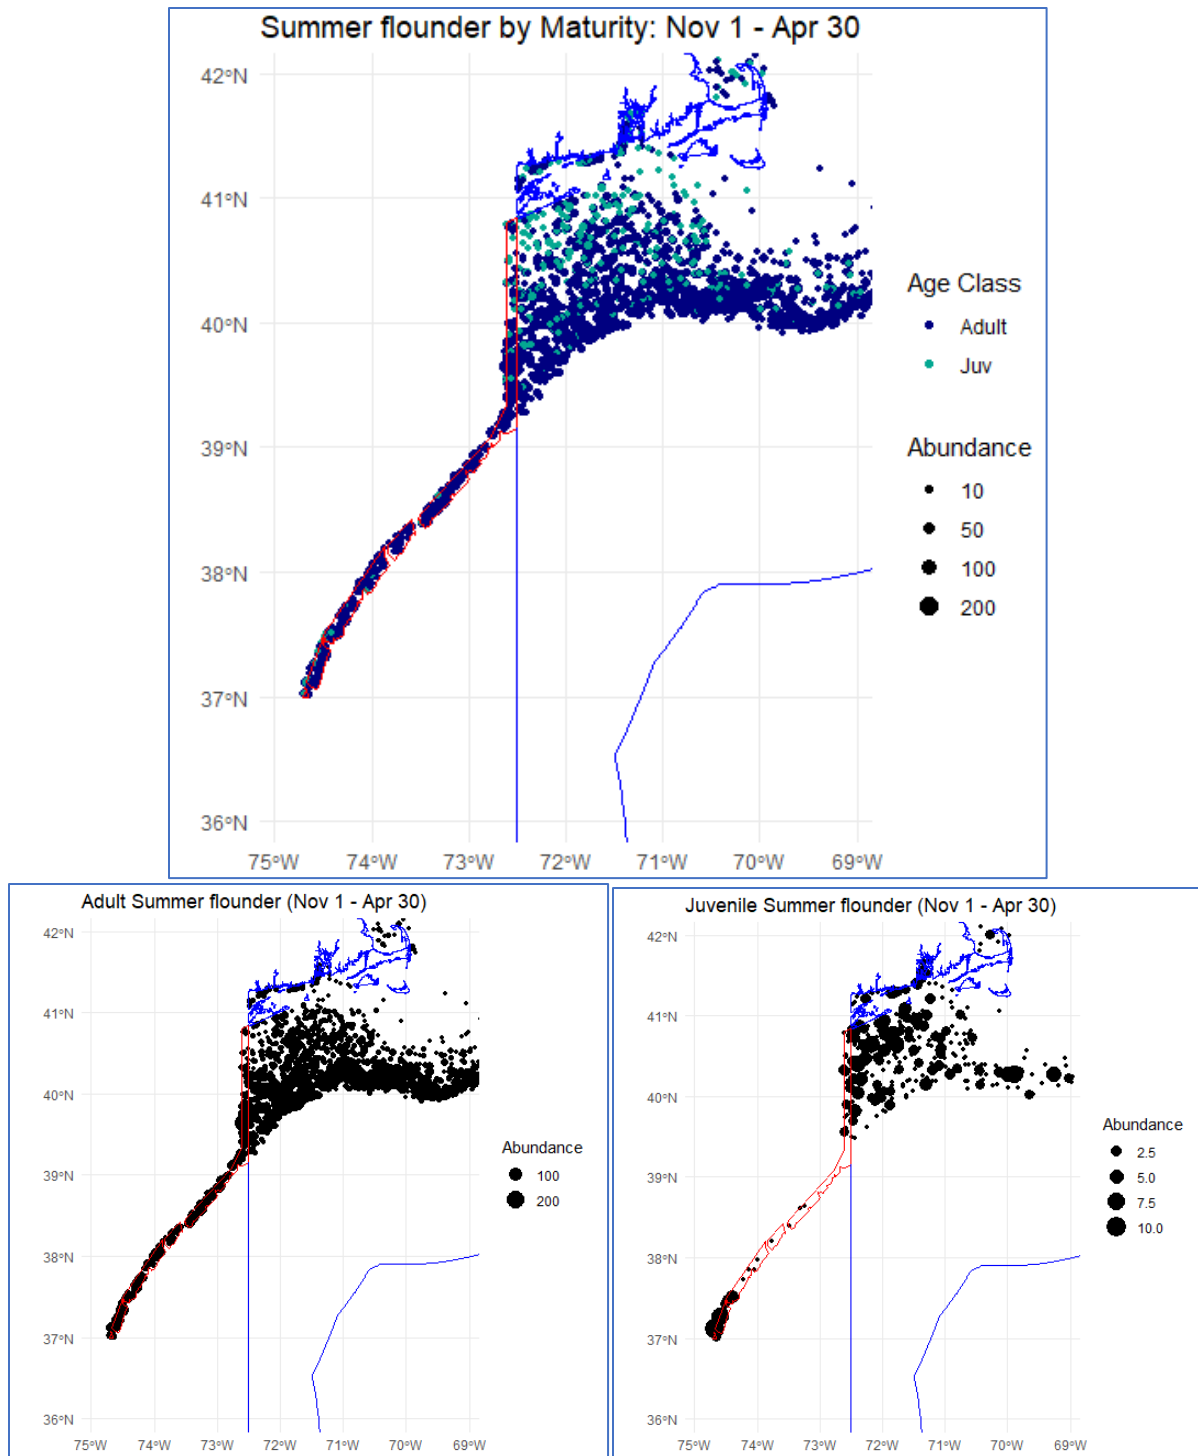 Summer flounder by Maturity: Nov 1 - Apr 30
42°N
41°N
40°N
39°N
38°N
37°N
36°N
75°W 74°W 73°W 72°W 71°W 70°W 69°W
Age Class
Adult
Juv
Abundance
10
50
100
200
Adult Summer flounder (Nov 1 - Apr 30)
42°N
41°N
40°N
39°N
38°N
37°N
36°N
75°W 74°W 73°W 72°W 71°W 70°W 69°W
Abundance
100
200
Juvenile Summer flounder (Nov 1 - Apr 30)
42°N
41°N
40°N
39°N
38°N
37°N
36°N
75°W 74°W 73°W 72°W 71°W 70°W 69°W
Abundance
2.5
5.0
7.5
10.0